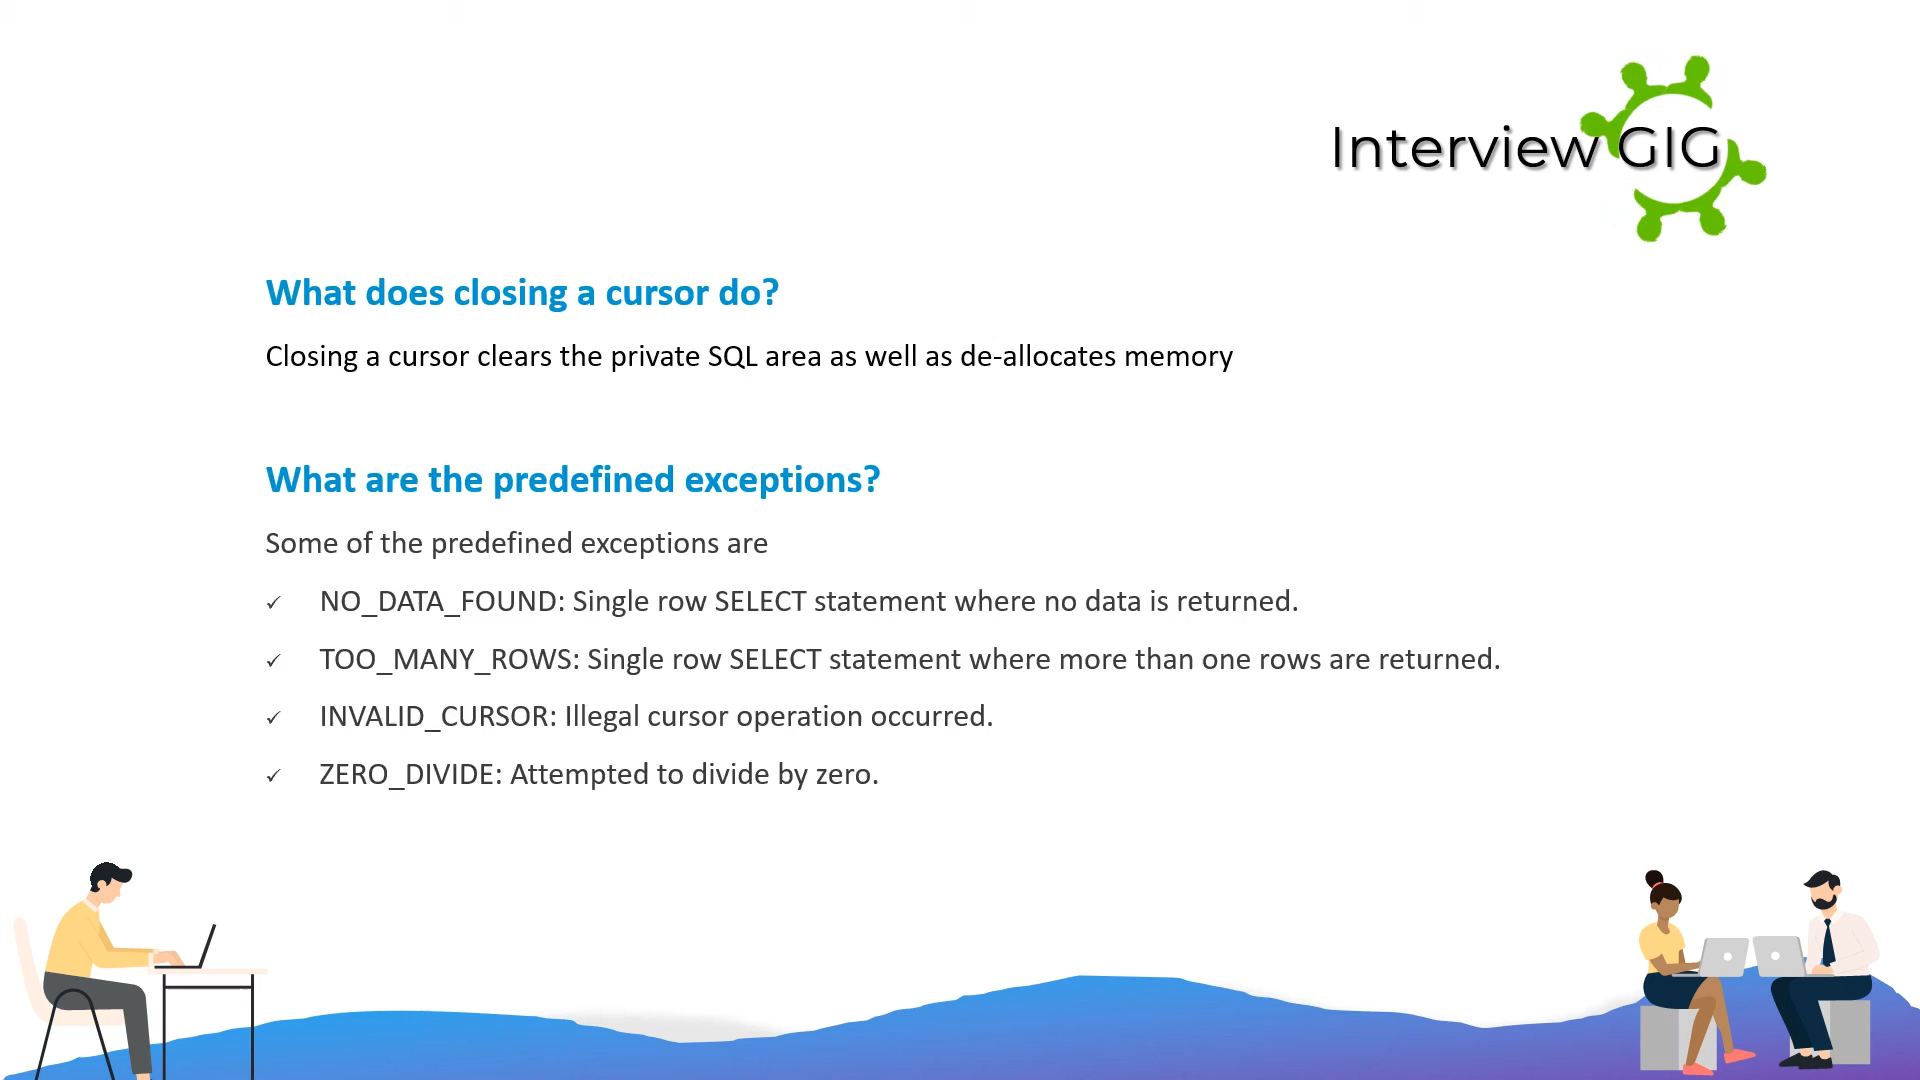 Interview GIG
What does closing a cursor do?
Closing a cursor clears the private SQL area as well as de-allocates memory
What are the predefined exceptions?
Some of the predefined exceptions are
✓ NO_DATA_FOUND: Single row SELECT statement where no data is returned.
✓ TOO_MANY_ROWS: Single row SELECT statement where more than one rows are returned.
✓ INVALID_CURSOR: Illegal cursor operation occurred.
✓ ZERO_DIVIDE: Attempted to divide by zero.